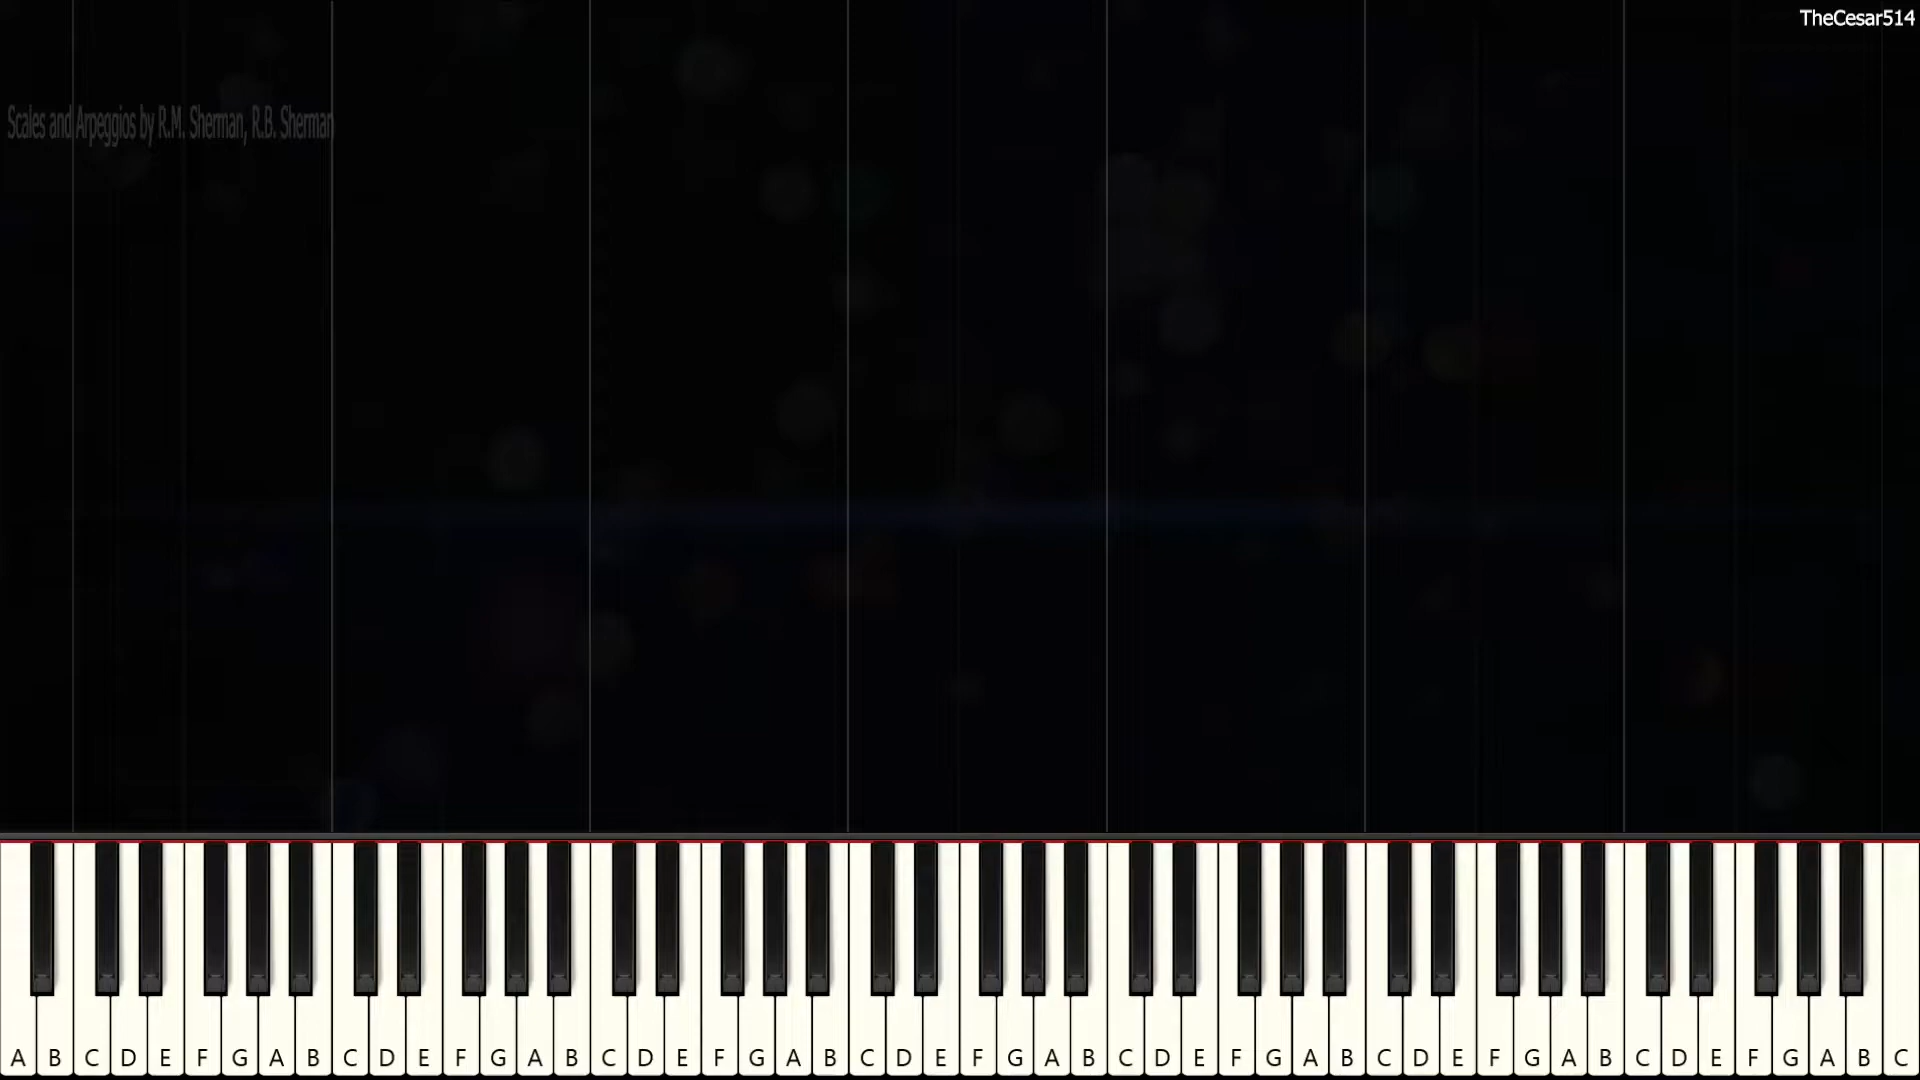 TheCesar514
Scales and Arpeggios by R.M. Sherman, R.B. Sherman
A B C D E F G A B C D E F G A B C D E F G A B C D E F G A B C D E F G A B C D E F G A B C D E F G A B C